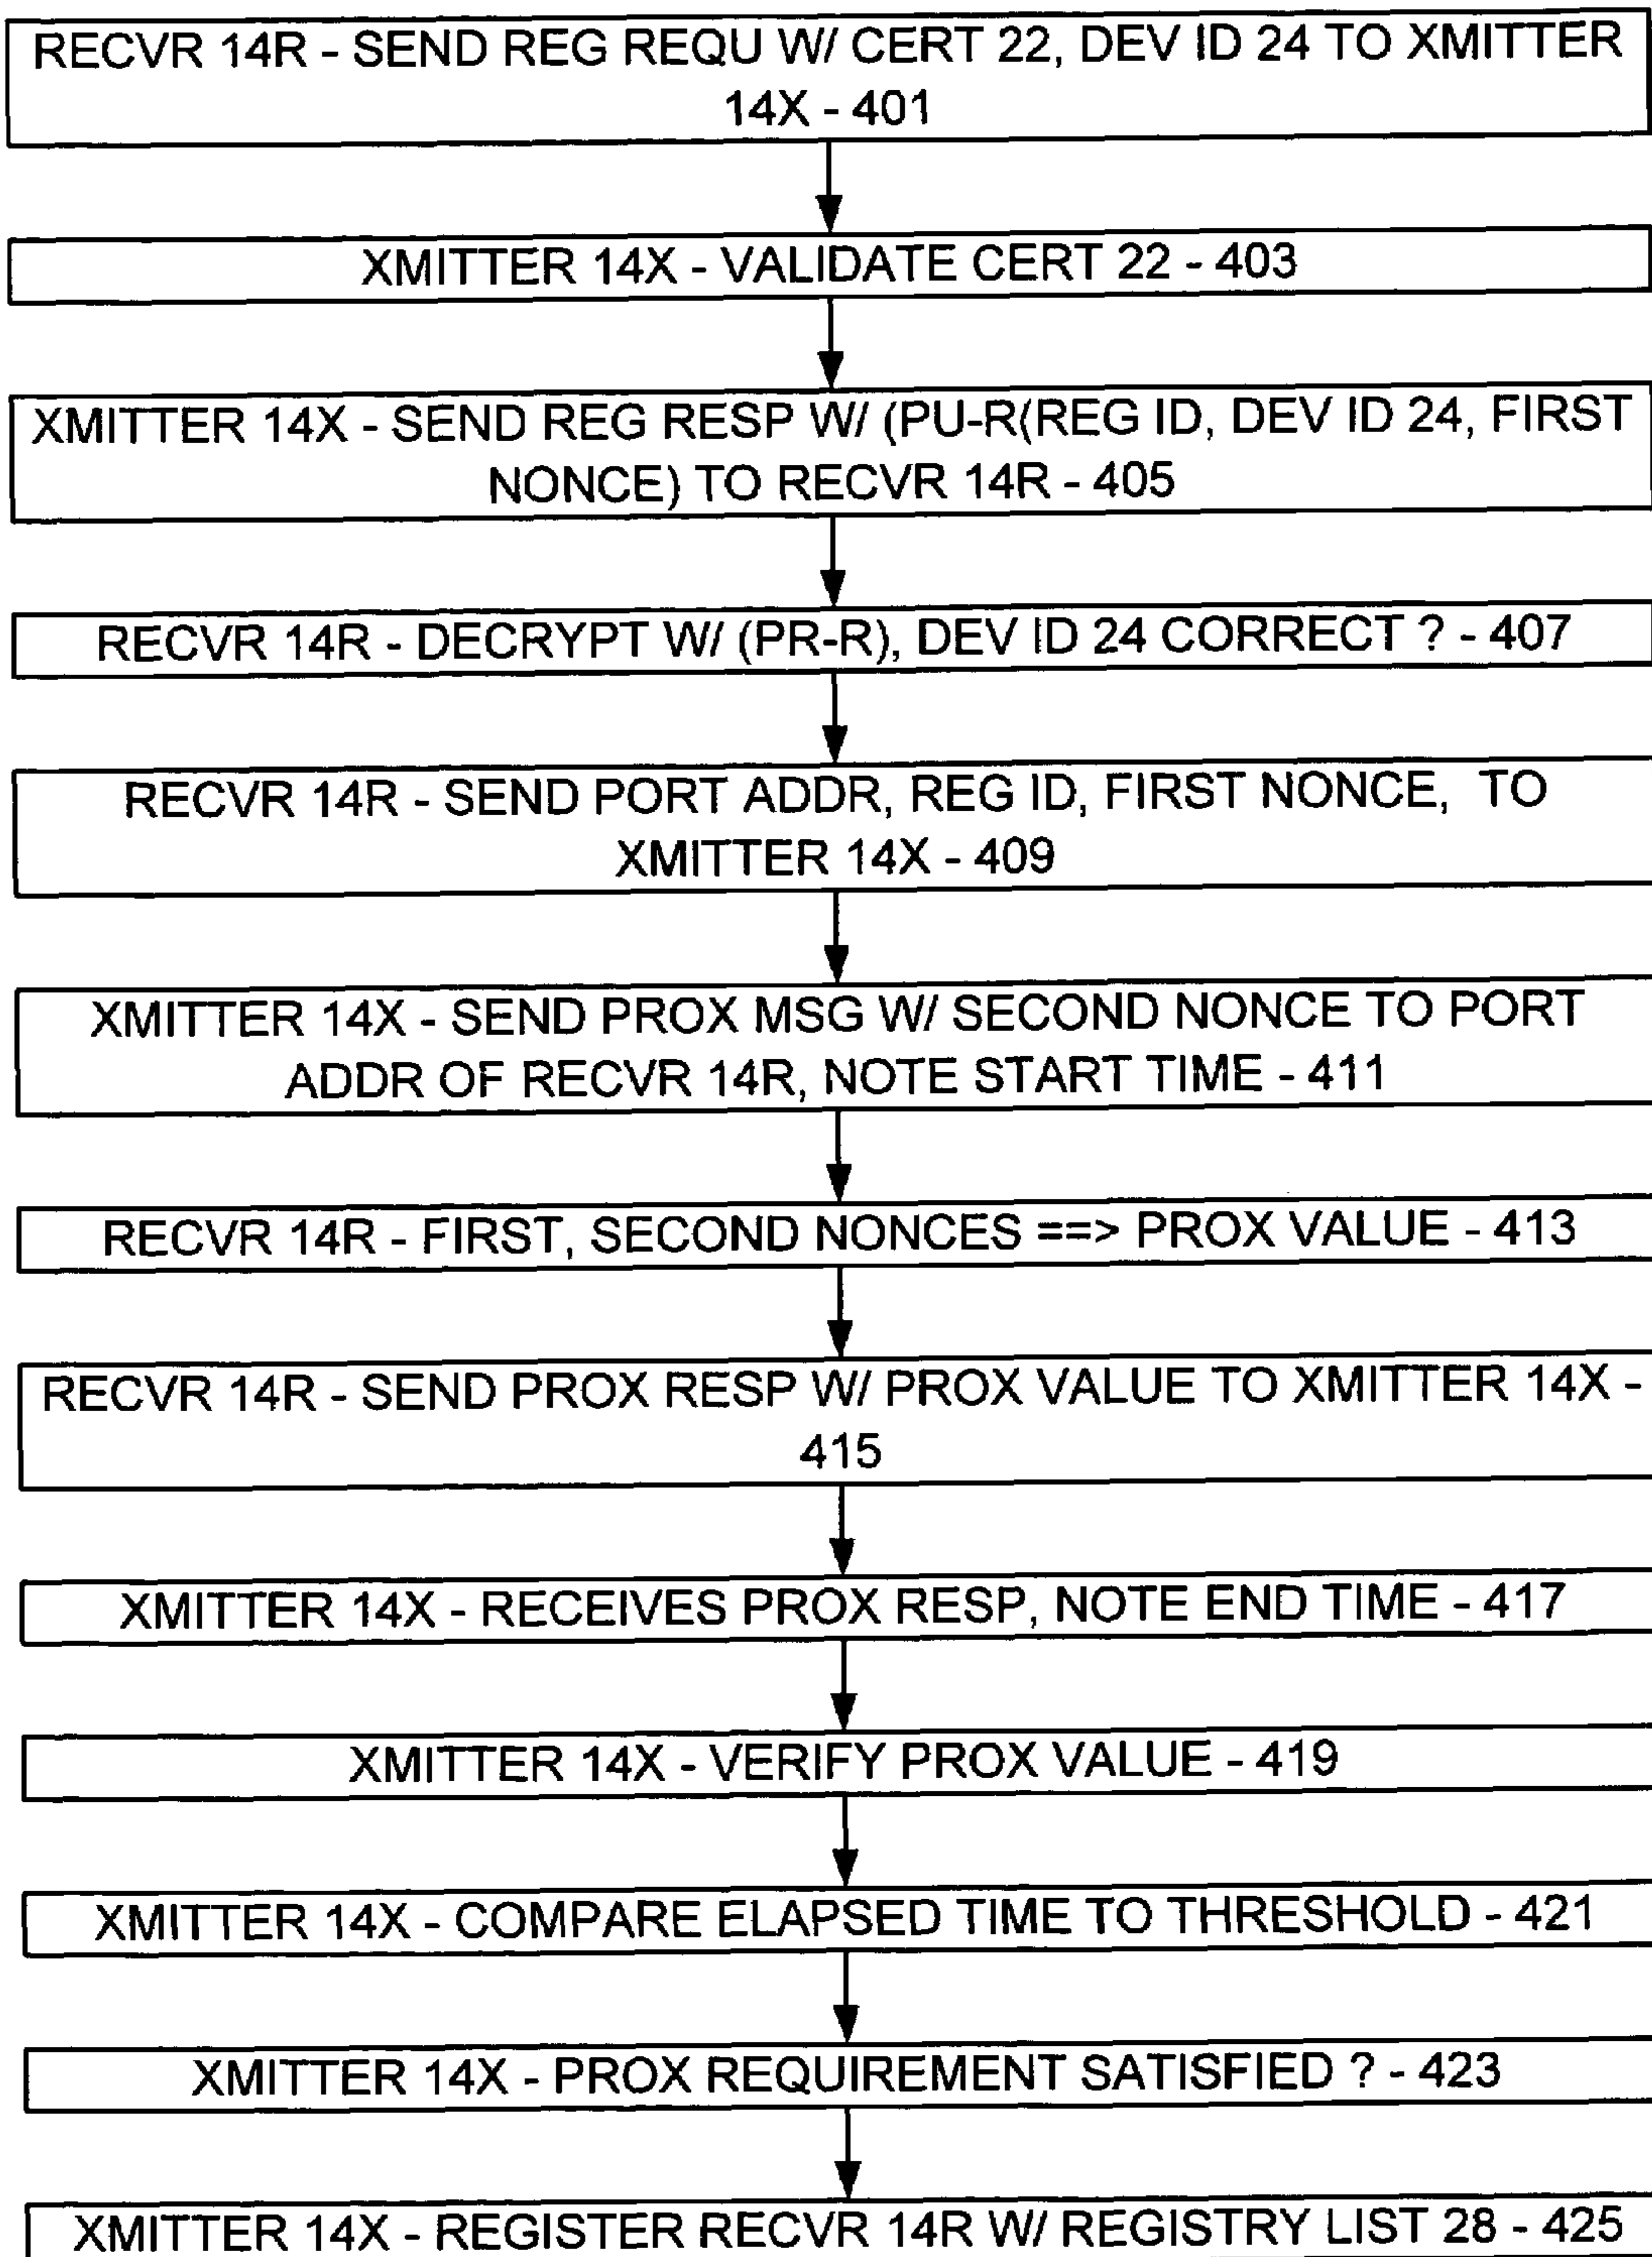 RECVR 14R - SEND REG REQU W/ CERT 22, DEV ID 24 TO XMITTER
14X - 401
XMITTER 14X - VALIDATE CERT 22 - 403
XMITTER 14X - SEND REG RESP W/ (PU-R(REG ID, DEV ID 24, FIRST
NONCE) TO RECVR 14R - 405
RECVR 14R - DECRYPT W/ (PR-R), DEV ID 24 CORRECT ? - 407
RECVR 14R - SEND PORT ADDR, REG ID, FIRST NONCE, TO
XMITTER 14X - 409
XMITTER 14X - SEND PROX MSG W/ SECOND NONCE TO PORT
ADDR OF RECVR 14R, NOTE START TIME - 411
RECVR 14R - FIRST, SECOND NONCES ==> PROX VALUE - 413
RECVR 14R - SEND PROX RESP W/ PROX VALUE TO XMITTER 14X -
415
XMITTER 14X - RECEIVES PROX RESP, NOTE END TIME - 417
XMITTER 14X - VERIFY PROX VALUE - 419
XMITTER 14X - COMPARE ELAPSED TIME TO THRESHOLD - 421
XMITTER 14X - PROX REQUIREMENT SATISFIED ? - 423
XMITTER 14X - REGISTER RECVR 14R W/ REGISTRY LIST 28 - 425